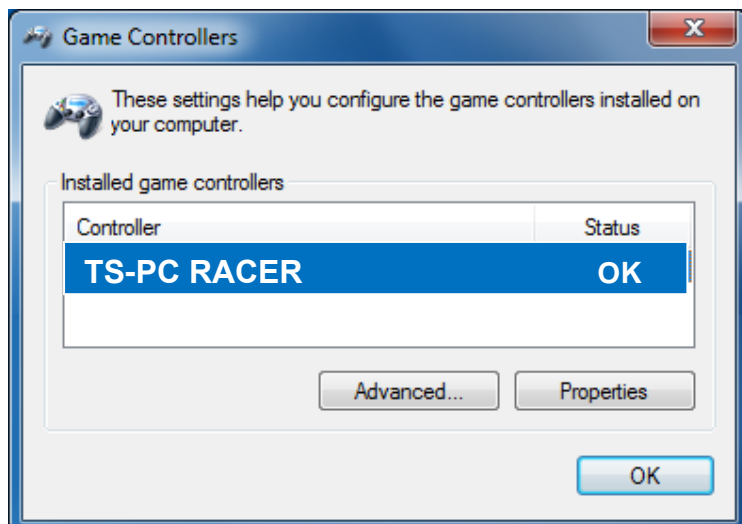 Game Controllers
These settings help you configure the game controllers installed on
your computer.
Installed game controllers
Controller Status
TS-PC RACER OK
Advanced... Properties
OK